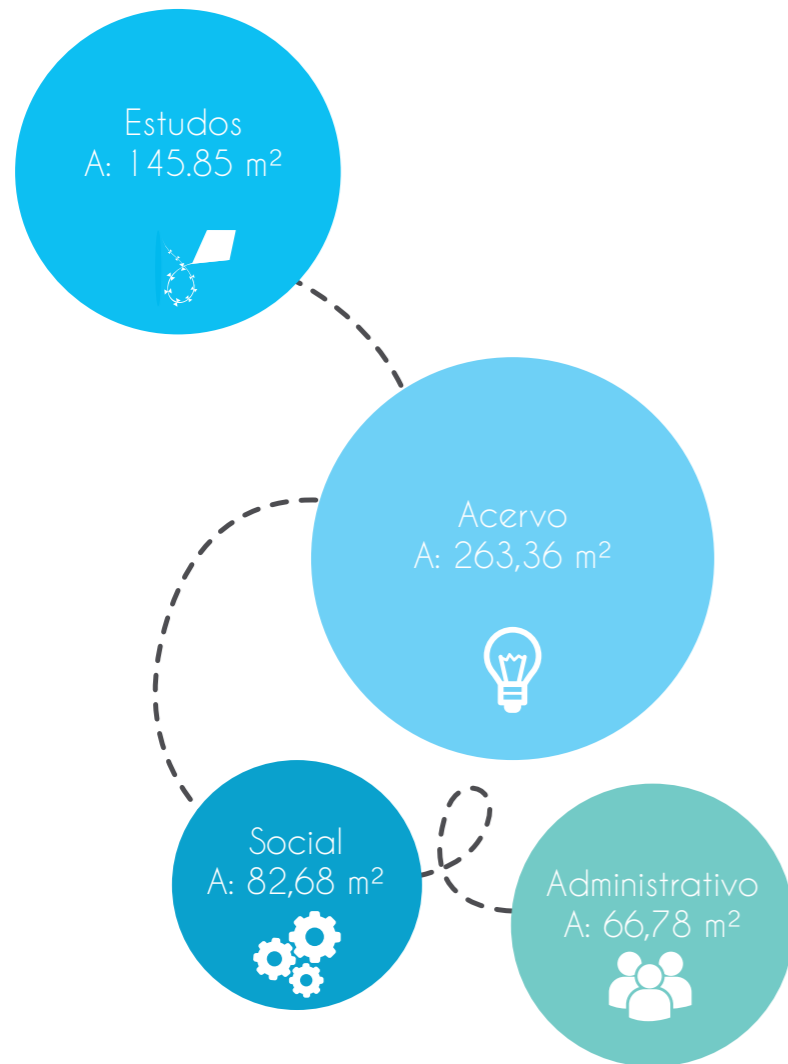 Estudos
A: 145.85 m²
Acervo
A: 263,36 m²
Social
A: 82,68 m²
Administrativo
A: 66,78 m²